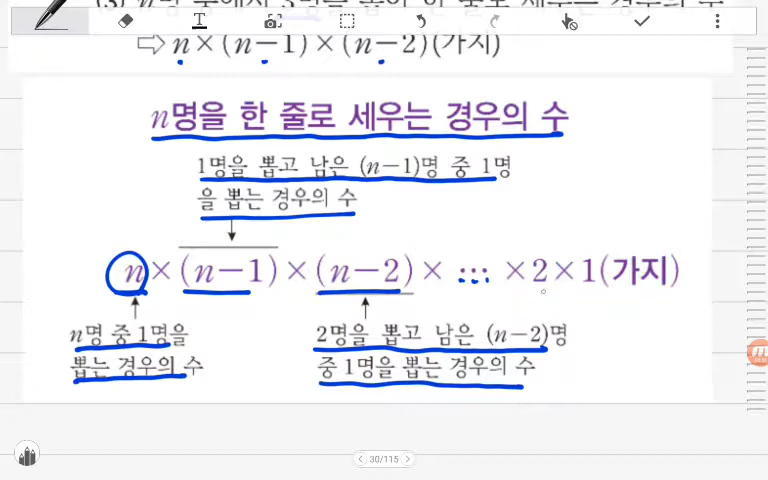 ⇨ n×(n−1)×(n−2)(가지)
n명을 한 줄로 세우는 경우의 수
1명을 뽑고 남은 (n−1)명 중 1명
을 뽑는 경우의 수
n×(n−1)×(n−2)× ⋯ ×2×1(가지)
n명 중 1명을
뽑는 경우의 수
2명을 뽑고 남은 (n−2)명
중 1명을 뽑는 경우의 수
30/115